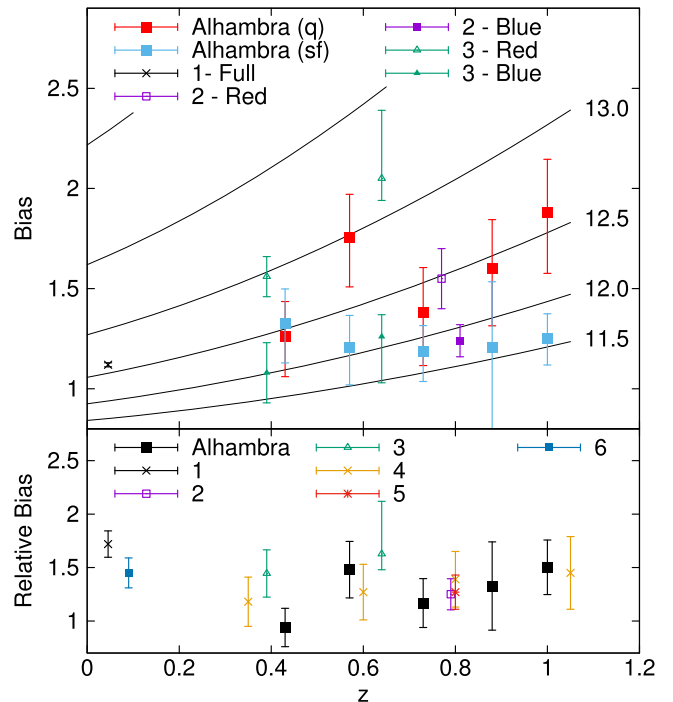 Alhambra (q)
Alhambra (sf)
1- Full
2 - Red
2 - Blue
3 - Red
3 - Blue
2.5
2
1.5
1
Bias
13.0
12.5
12.0
11.5
Alhambra
1
2
3
4
5
6
2.5
2
1.5
1
Relative Bias
0
0.2
0.4
0.6
0.8
1
1.2
z